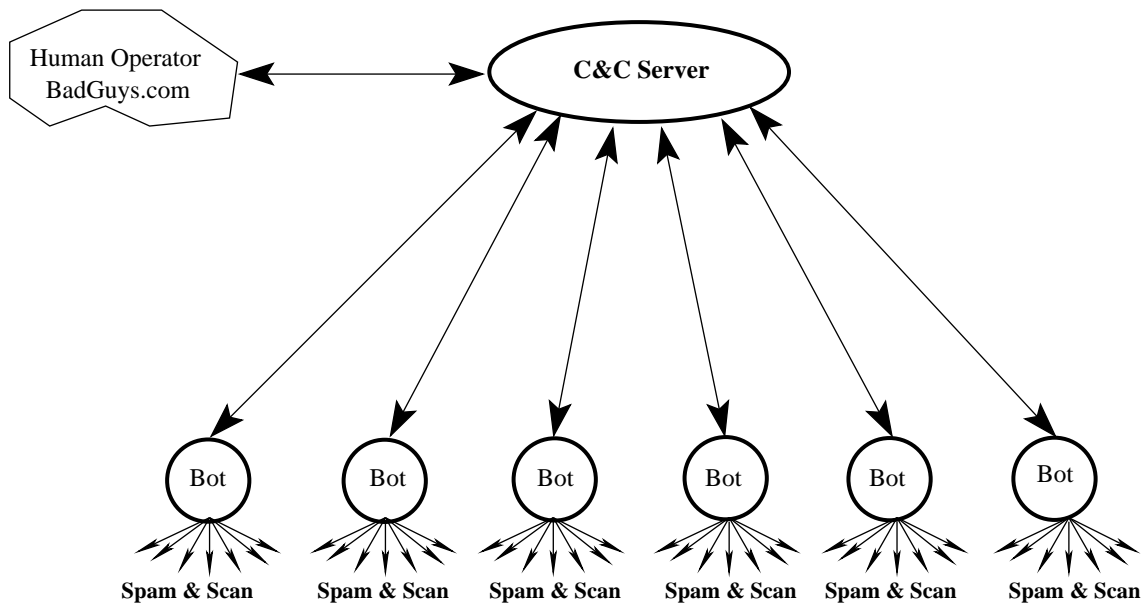 Human Operator
BadGuys.com
C&C Server
Bot
Bot
Bot
Bot
Bot
Bot
Spam & Scan
Spam & Scan
Spam & Scan
Spam & Scan
Spam & Scan
Spam & Scan